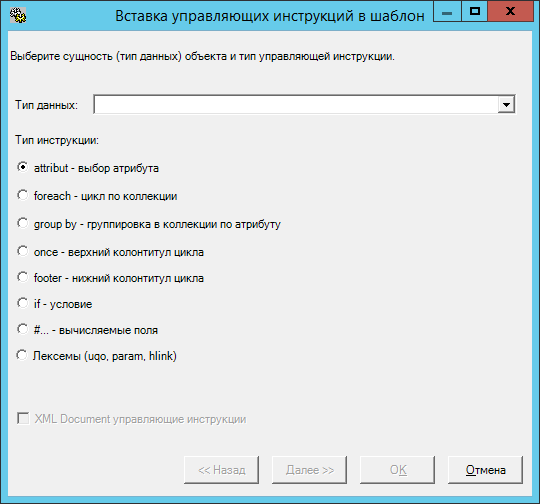 Вставка управляющих инструкций в шаблон
Выберите сущность (тип данных) объекта и тип управляющей инструкции.
Тип данных:
Тип инструкции:
attribut - выбор атрибута
foreach - цикл по коллекции
group by - группировка в коллекции по атрибуту
once - верхний колонтитул цикла
footer - нижний колонтитул цикла
if - условие
#... - вычисляемые поля
Лексемы (uqo, param, hlink)
XML Document управляющие инструкции
<< Назад Далее >> OK Отмена